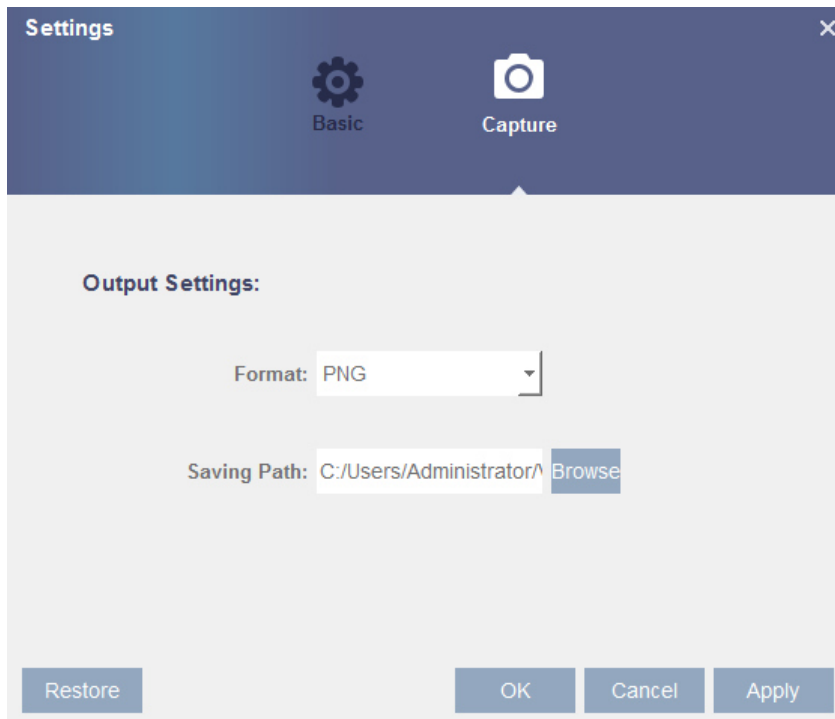 Settings
Basic
Capture
Output Settings:
Format: PNG
Saving Path: C:/Users/Administrator/ Browse
Restore OK Cancel Apply